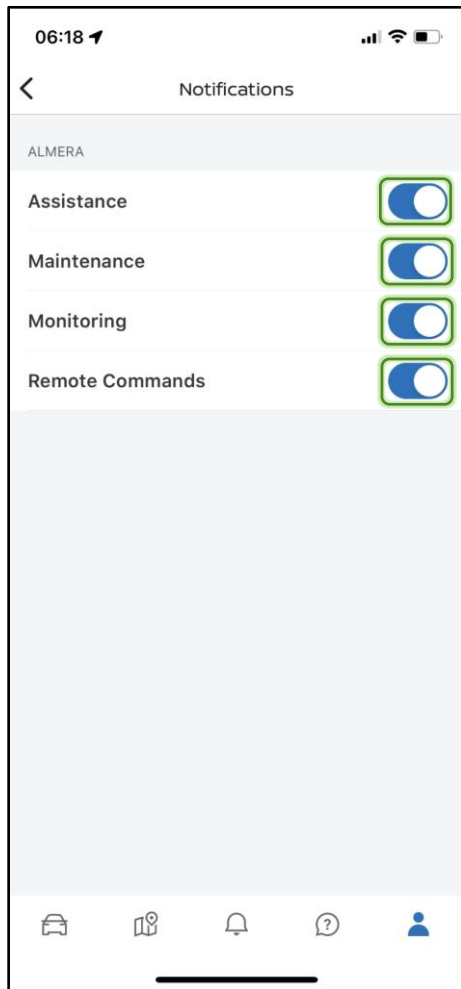 06:18
Notifications
ALMERA
Assistance
Maintenance
Monitoring
Remote Commands
?